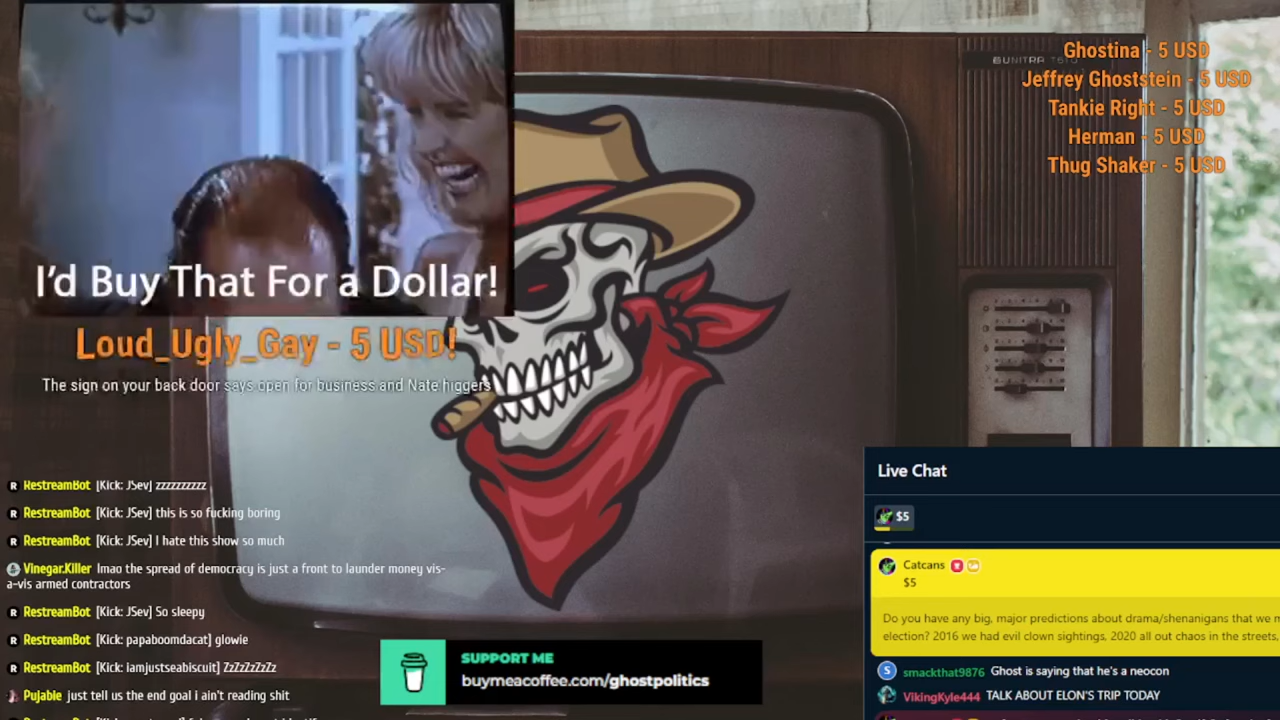 I'd Buy That For a Dollar!
Loud_Ugly_Gay - 5 USD!
The sign on your back door says open for business and Nate higgers
Ghostina - 5 USD
Jeffrey Ghoststein - 5 USD
Tankie Right - 5 USD
Herman - 5 USD
Thug Shaker - 5 USD
RestreamBot [Kick: JSev] zzzzzzzzzz
RestreamBot [Kick: JSev] this is so fucking boring
RestreamBot [Kick: JSev] I hate this show so much
Vinegar.Killer lmao the spread of democracy is just a front to launder money vis-
a-vis armed contractors
RestreamBot [Kick: JSev] So sleepy
RestreamBot [Kick: papaboomdacat] glowie
RestreamBot [Kick: iamjustseabiscuit] ZzZzZzZzZz
Pujable just tell us the end goal i ain't reading shit
SUPPORT ME
buymeacoffee.com/ghostpolitics
Live Chat
$5
Catcans
$5
Do you have any big, major predictions about drama/shenanigans that we m
election? 2016 we had evil clown sightings, 2020 all out chaos in the streets,
S smackthat9876 Ghost is saying that he's a neocon
VikingKyle444 TALK ABOUT ELON'S TRIP TODAY